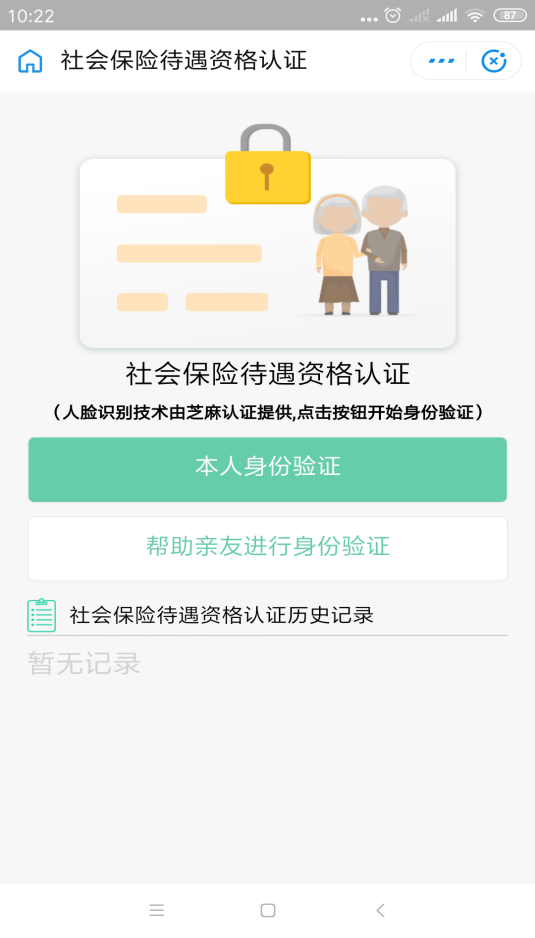 10:22
87
社会保险待遇资格认证
社会保险待遇资格认证
（人脸识别技术由芝麻认证提供,点击按钮开始身份验证）
本人身份验证
帮助亲友进行身份验证
社会保险待遇资格认证历史记录
暂无记录